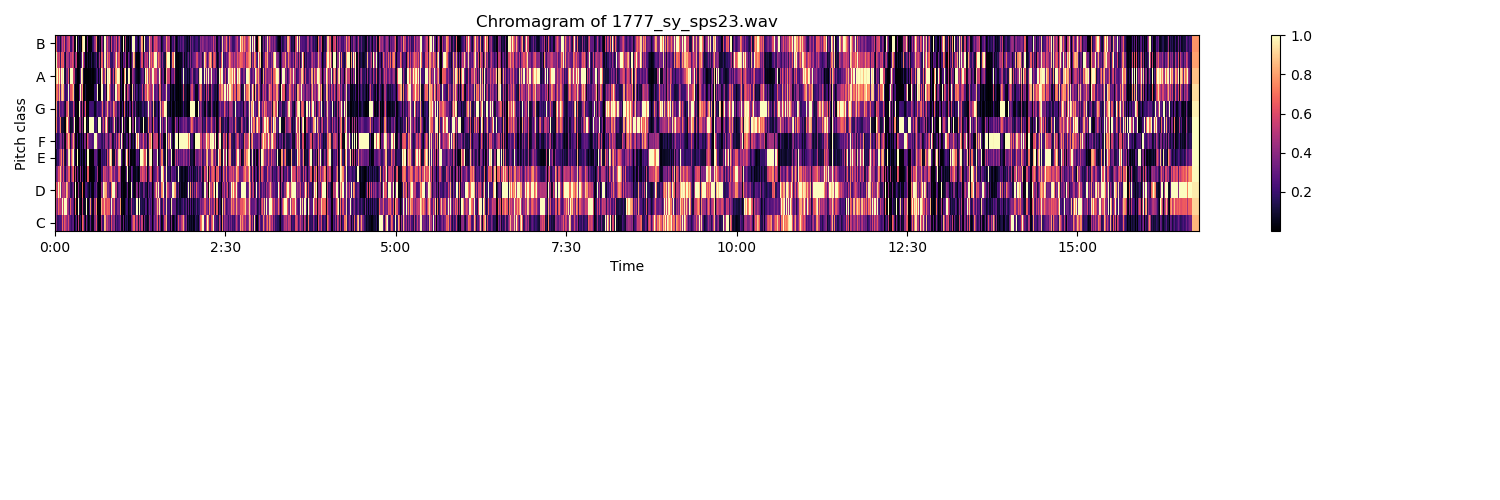 Chromagram of 1777_sy_sps23.wav
Pitch class
B
A
G
F
E
D
C
0:00 2:30 5:00 7:30 10:00 12:30 15:00
Time
1.0
0.8
0.6
0.4
0.2